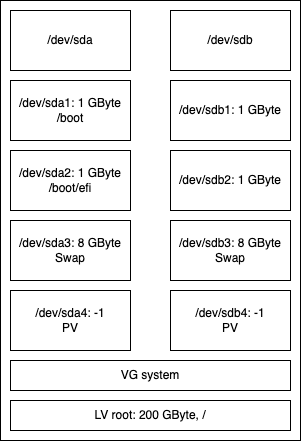 /dev/sda
/dev/sdb
/dev/sda1: 1 GByte
/boot
/dev/sdb1: 1 GByte
/dev/sda2: 1 GByte
/boot/efi
/dev/sdb2: 1 GByte
/dev/sda3: 8 GByte
Swap
/dev/sdb3: 8 GByte
Swap
/dev/sda4: -1
PV
/dev/sdb4: -1
PV
VG system
LV root: 200 GByte, /